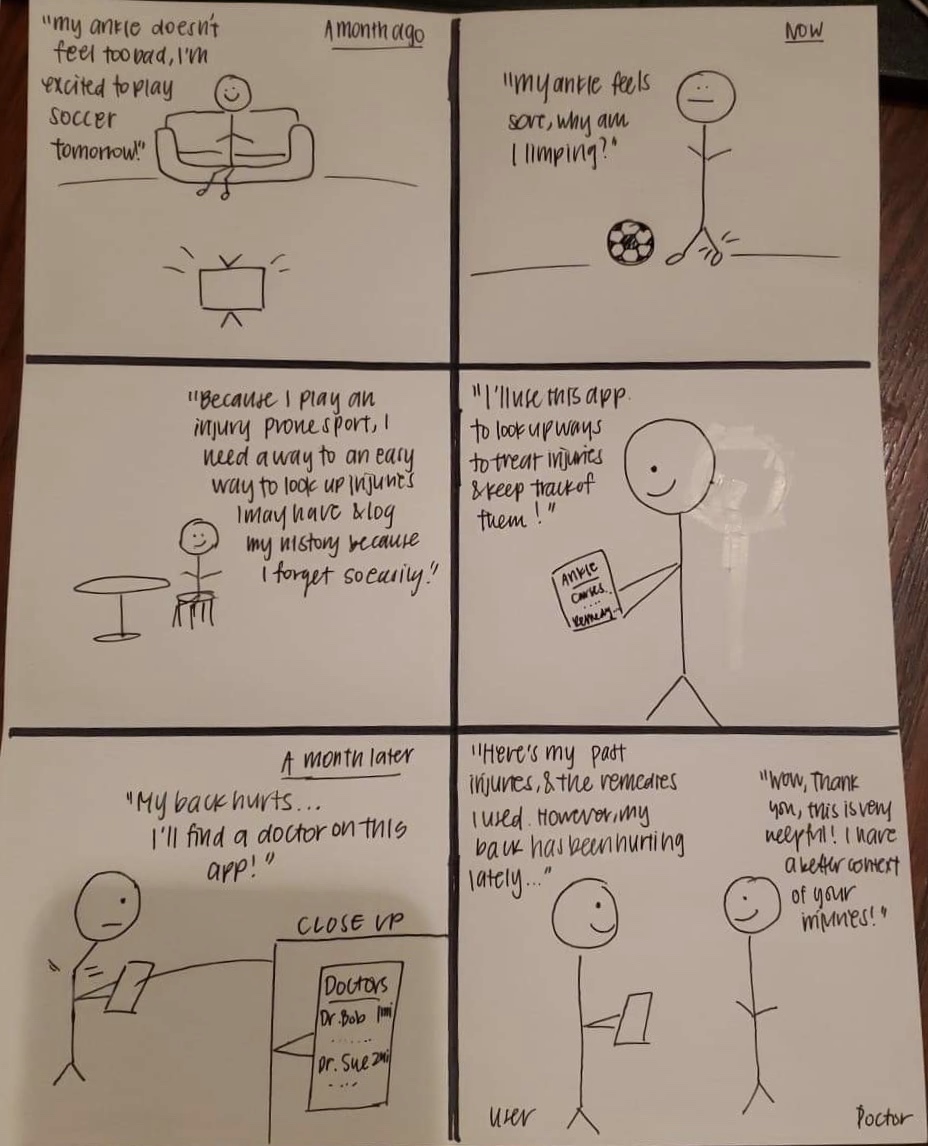 "my ankle doesn't
feel too bad, I'm
excited to play
soccer
tomorrow!"
A month ago
NOW
"my ankle feels
sore, why am
I limping?"
"Because I play an
injury prone sport, I
need a way to an easy
way to look up injuries
I may have & log
my history because
I forget so easily."
"I'll use this app
to look up ways
to treat injuries
& keep track of
them!"
Ankle
Causes..
....
Remedy..
A month later
"My back hurts...
I'll find a doctor on this
app!"
CLOSE UP
Doctors
Dr. Bob 1mi
......
Dr. Sue 2mi
....
"Here's my past
injuries, & the remedies
I used. However, my
back has been hurting
lately..."
"Wow, Thank
you, this is very
helpful! I have
a better context
of your
injuries!"
User
Doctor